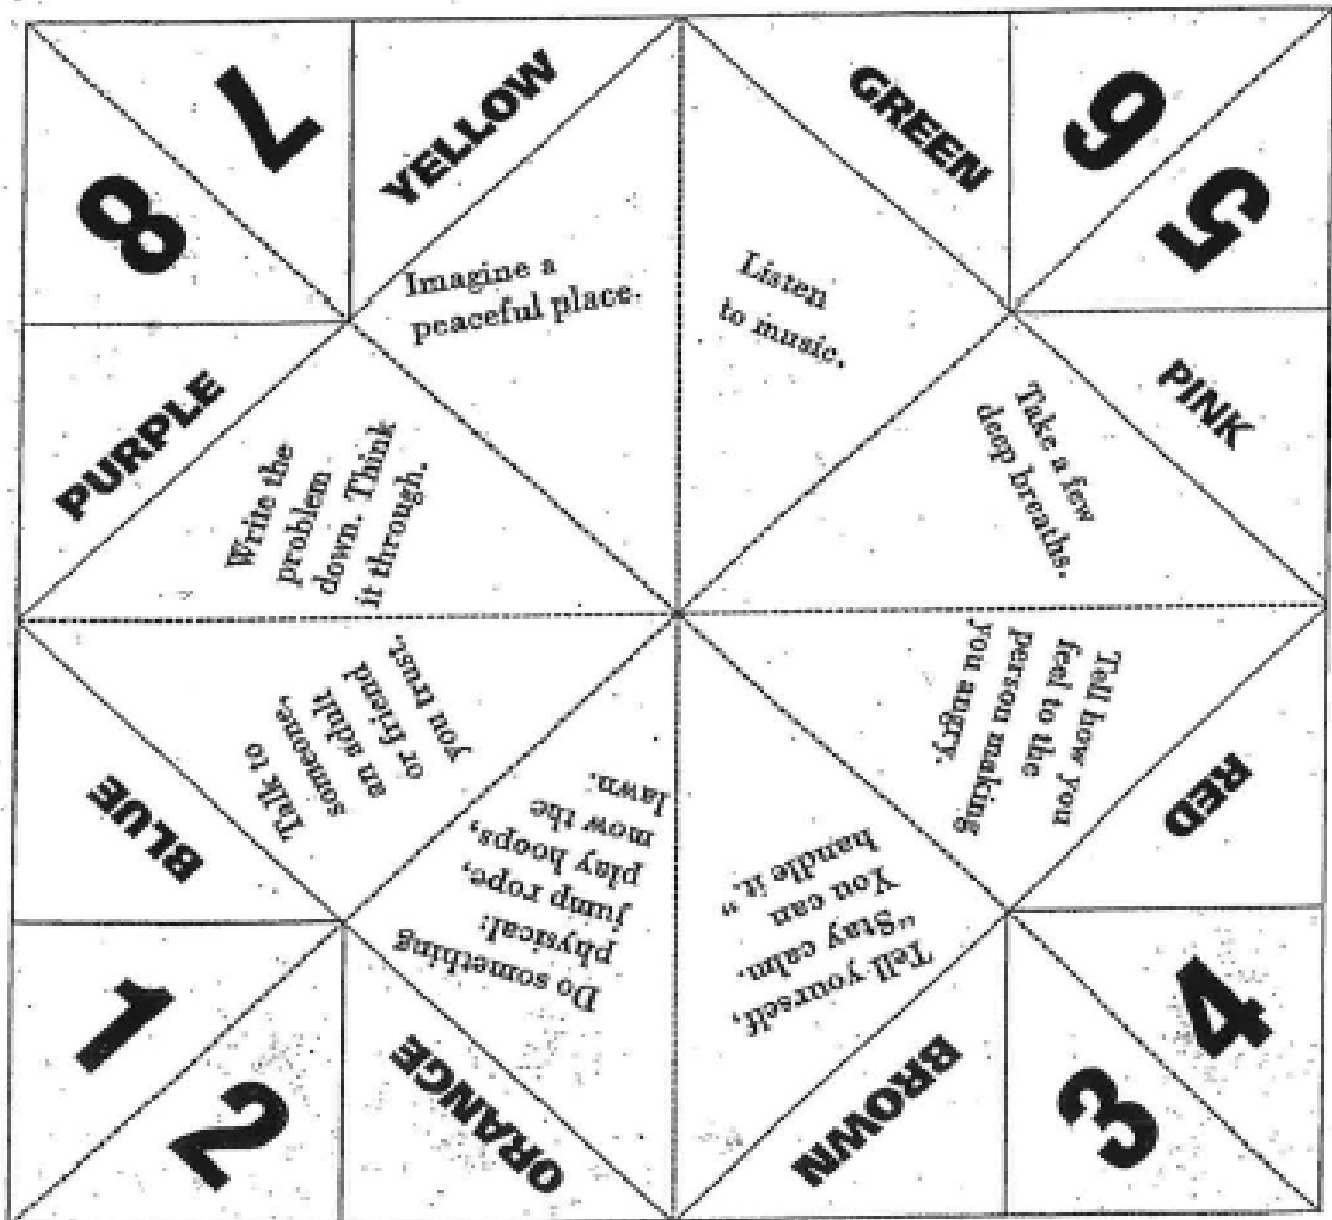 7
8
YELLOW
Imagine a
peaceful place.
GREEN
6
5
Listen
to music.
PINK
Take a few
deep breaths.
PURPLE
Write the
problem
down. Think
it through.
Talk to
someone,
an adult
or friend
you trust.
BLUE
Tell how you
feel to the
person making
you angry.
RED
Do something
physical:
jump rope,
play hoops,
mow the
lawn.
ORANGE
Tell yourself,
"Stay calm.
You can
handle it."
BROWN
1
2
3
4